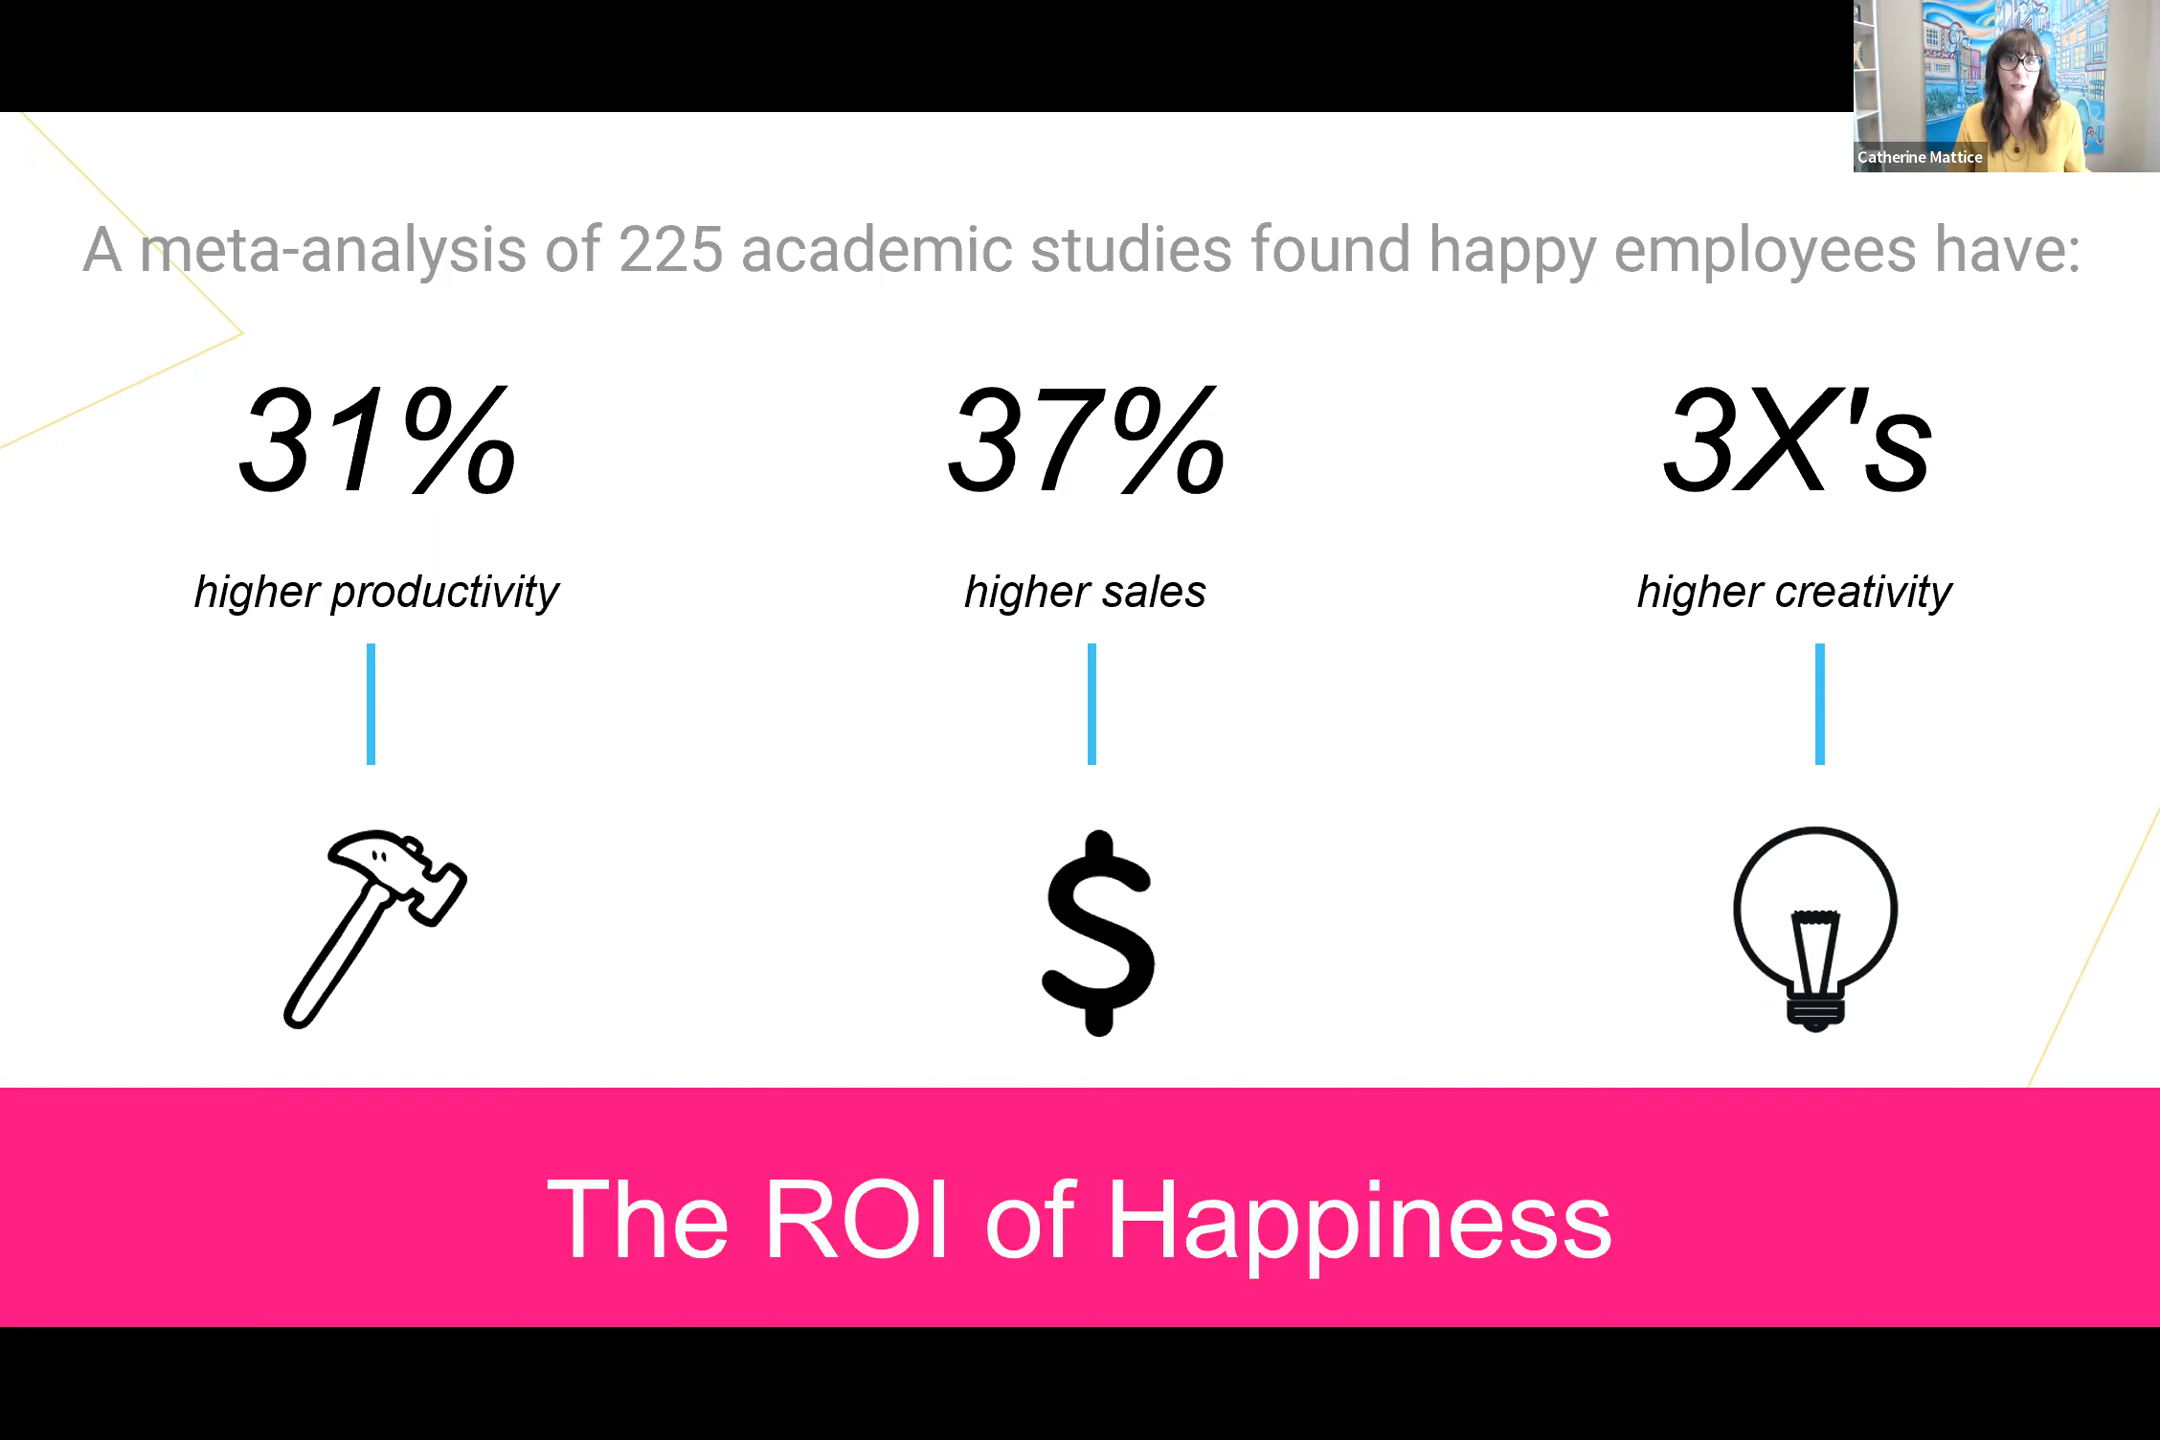 Catherine Mattice
A meta-analysis of 225 academic studies found happy employees have:
31%
37%
3X's
higher productivity
higher sales
higher creativity
$
The ROI of Happiness